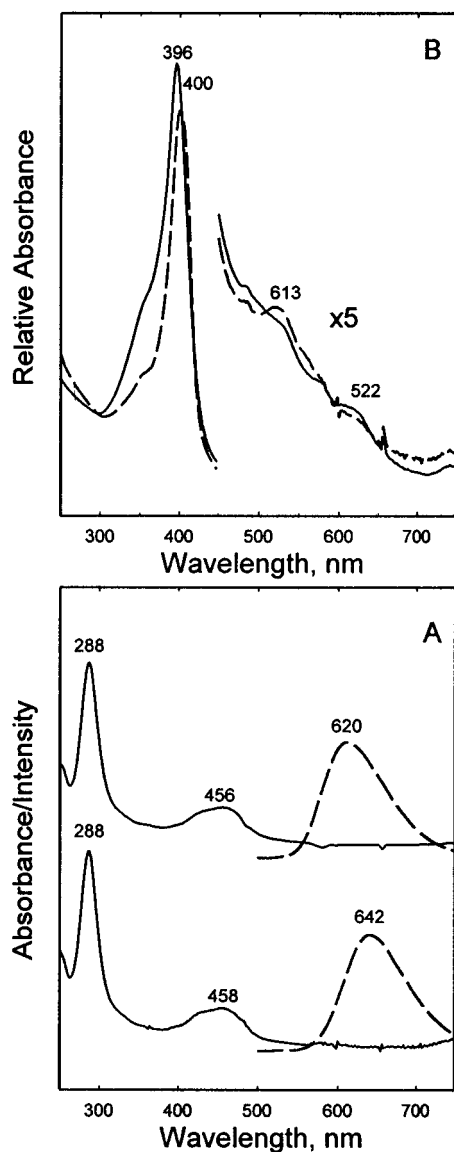 B
396
400
613
x5
522
Relative Absorbance
300 400 500 600 700
Wavelength, nm
A
288
456
620
288
458
642
Absorbance/Intensity
300 400 500 600 700
Wavelength, nm